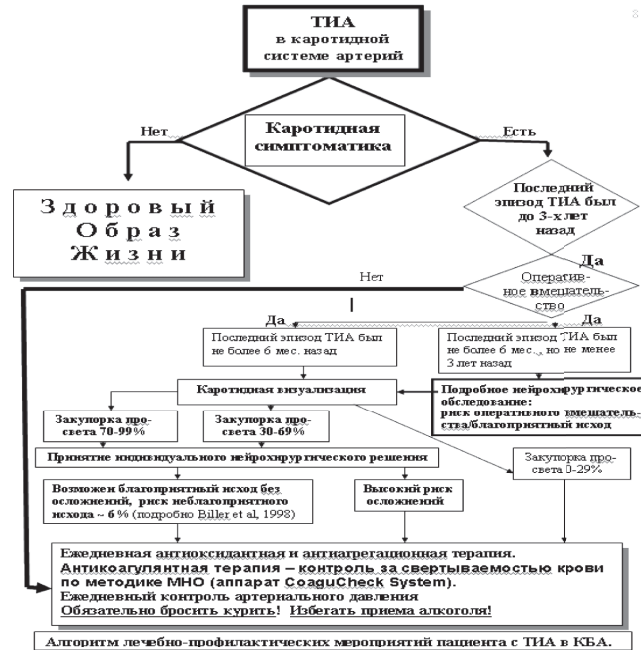 ТИА
в каротидной
системе артерий
Нет
Каротидная
симптоматика
Есть
Здоровый
Образ
Жизни
Последний
эпизод ТИА был
до 3-х лет
назад
Да
Нет
Оператив-
ное вмешатель-
ство
Да
Да
Последний эпизод ТИА был
не более 6 мес. назад
Последний эпизод ТИА был
не более 6 мес., но не менее
3 лет назад
Каротидная визуализация
Подробное нейрохирургическое
обследование:
риск оперативного вмешатель-
ства/благоприятный исход
Закупорка про-
света 70-99%
Закупорка про-
света 30-69%
Принятие индивидуального нейрохирургического решения
Закупорка про-
света 0-29%
Возможен благоприятный исход без
осложнений, риск неблагоприятного
исхода ~ 6% (подробно Biller et al, 1998)
Высокий риск
осложнений
Ежедневная антиоксидантная и антиагрегационная терапия.
Антикоагулянтная терапия – контроль за свертываемостью крови
по методике МНО (аппарат CoaguCheck System).
Ежедневный контроль артериального давления
Обязательно бросить курить! Избегать приема алкоголя!
Алгоритм лечебно-профилактических мероприятий пациента с ТИА в КБА.